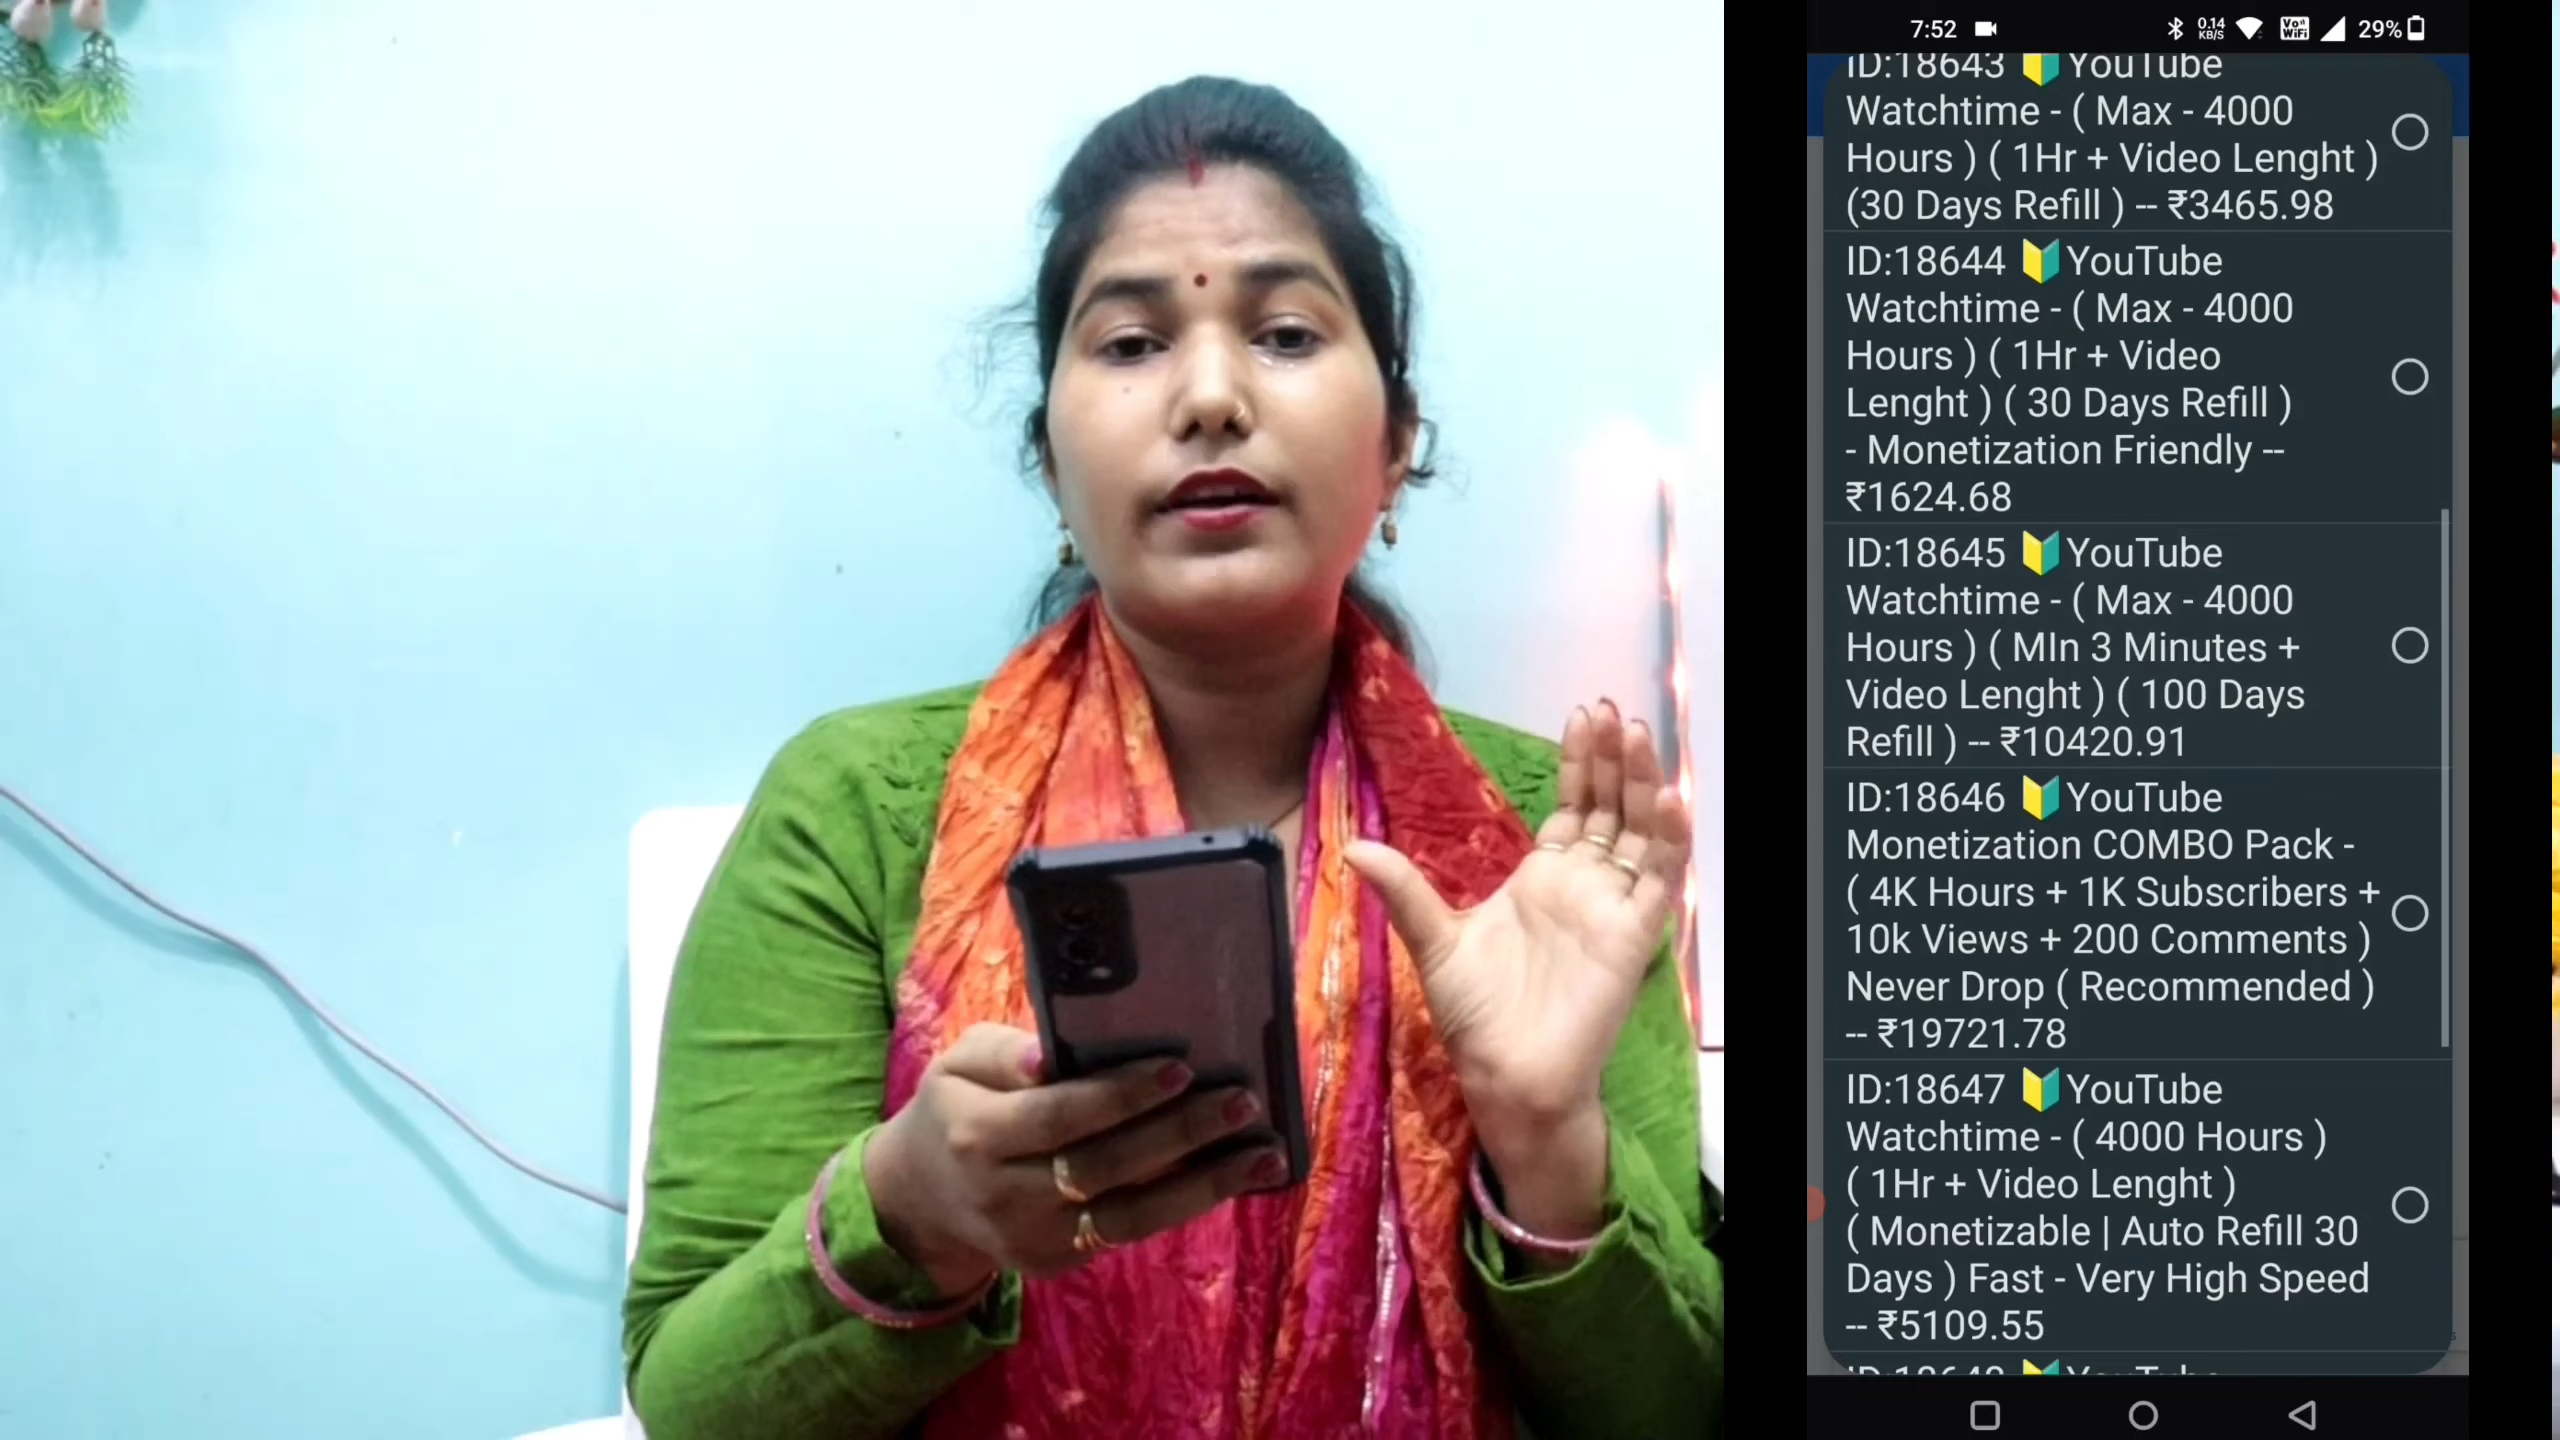 7:52 0.14 KB/S Vo WiFi 29%
ID:18643 🔰YouTube
Watchtime - ( Max - 4000
Hours ) ( 1Hr + Video Lenght )
(30 Days Refill ) -- ₹3465.98
ID:18644 🔰YouTube
Watchtime - ( Max - 4000
Hours ) ( 1Hr + Video
Lenght ) ( 30 Days Refill )
- Monetization Friendly --
₹1624.68
ID:18645 🔰YouTube
Watchtime - ( Max - 4000
Hours ) ( MIn 3 Minutes +
Video Lenght ) ( 100 Days
Refill ) -- ₹10420.91
ID:18646 🔰YouTube
Monetization COMBO Pack -
( 4K Hours + 1K Subscribers +
10k Views + 200 Comments )
Never Drop ( Recommended )
-- ₹19721.78
ID:18647 🔰YouTube
Watchtime - ( 4000 Hours )
( 1Hr + Video Lenght )
( Monetizable | Auto Refill 30
Days ) Fast - Very High Speed
-- ₹5109.55